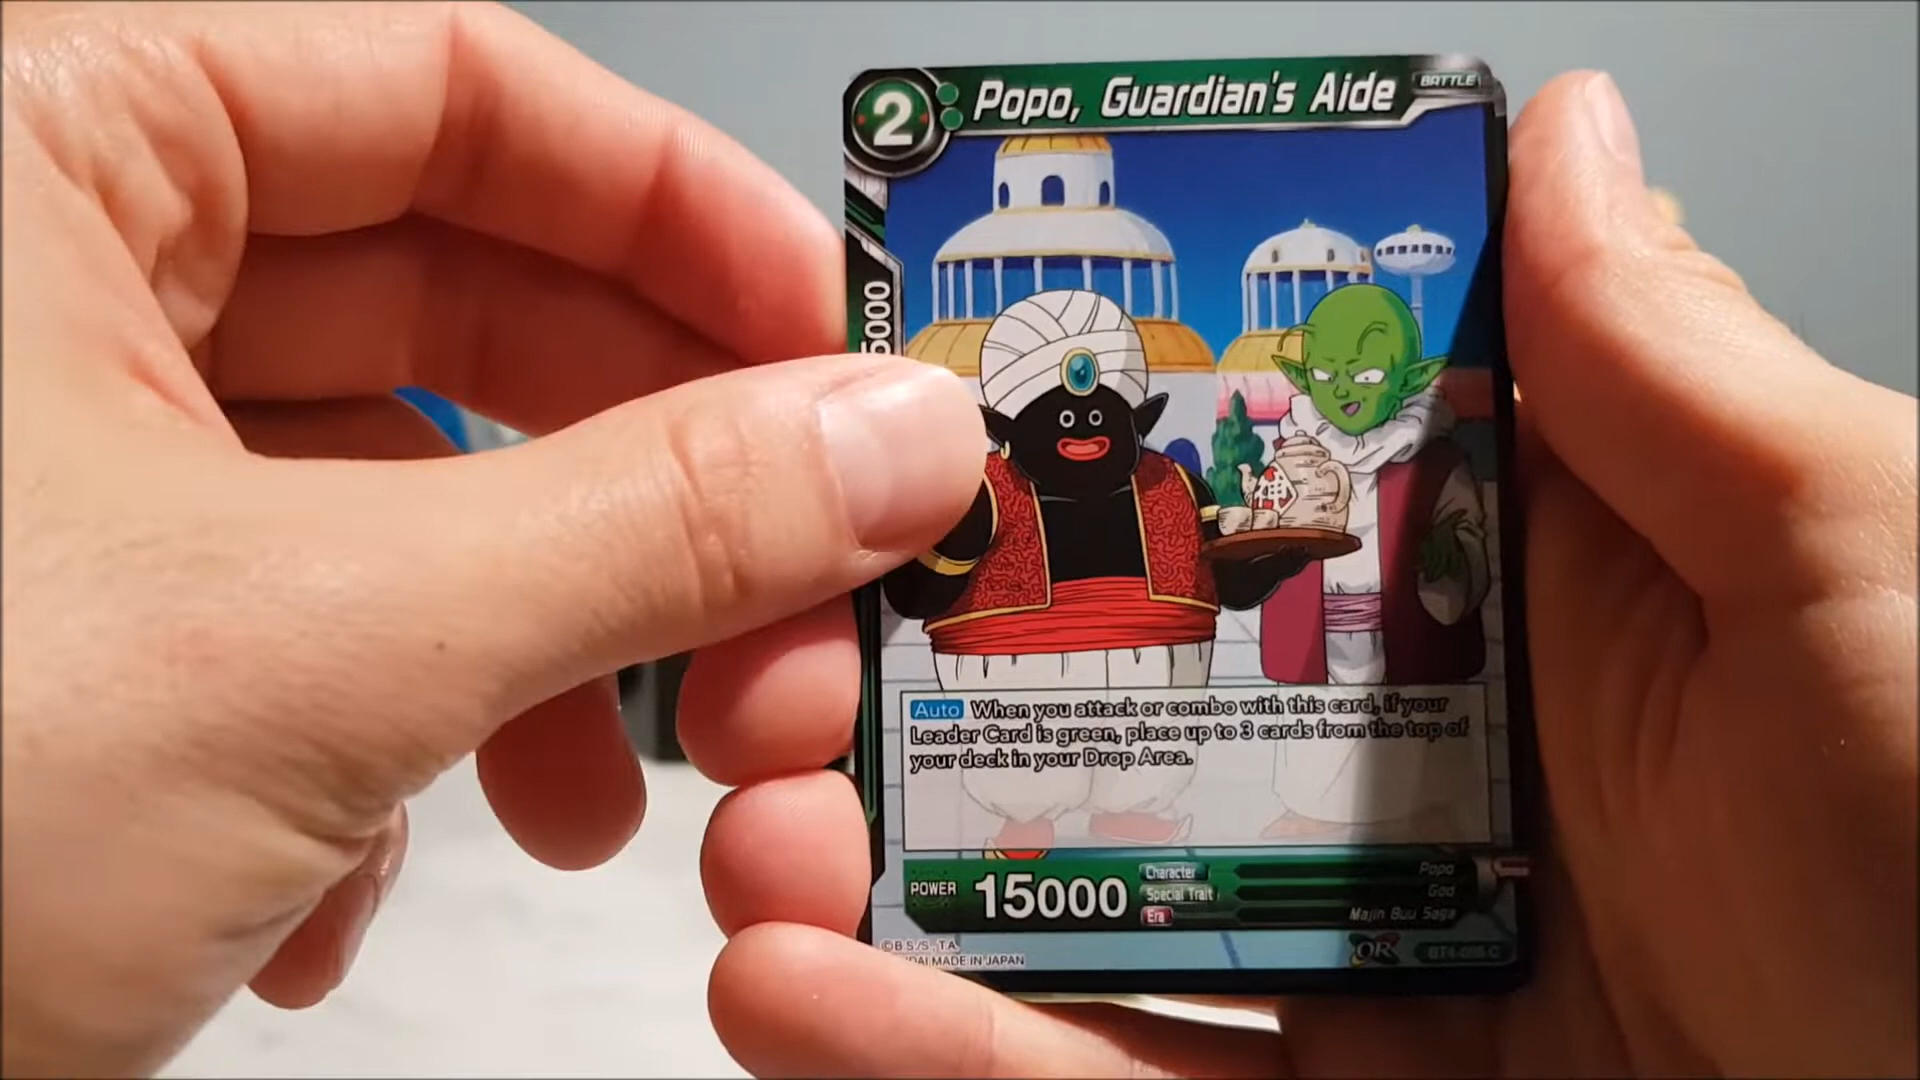 2
Popo, Guardian's Aide
BATTLE
5000
神
Auto When you attack or combo with this card, if your
Leader Card is green, place up to 3 cards from the top of
your deck in your Drop Area.
POWER 15000
Character Popo
Special Trait God
Era Majin Buu Saga
©B.S./S.,T.A.
DAI MADE IN JAPAN
OR